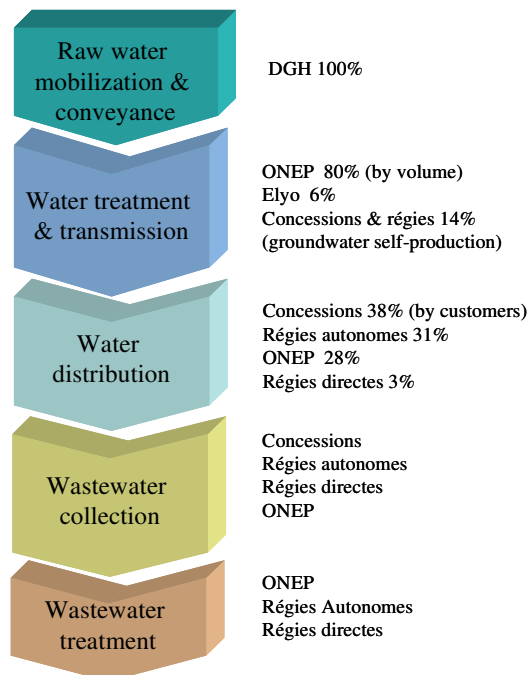 Raw water
mobilization &
conveyance
DGH 100%
Water treatment
& transmission
ONEP 80% (by volume)
Elyo 6%
Concessions & régies 14%
(groundwater self-production)
Water
distribution
Concessions 38% (by customers)
Régies autonomes 31%
ONEP 28%
Régies directes 3%
Wastewater
collection
Concessions
Régies autonomes
Régies directes
ONEP
Wastewater
treatment
ONEP
Régies Autonomes
Régies directes